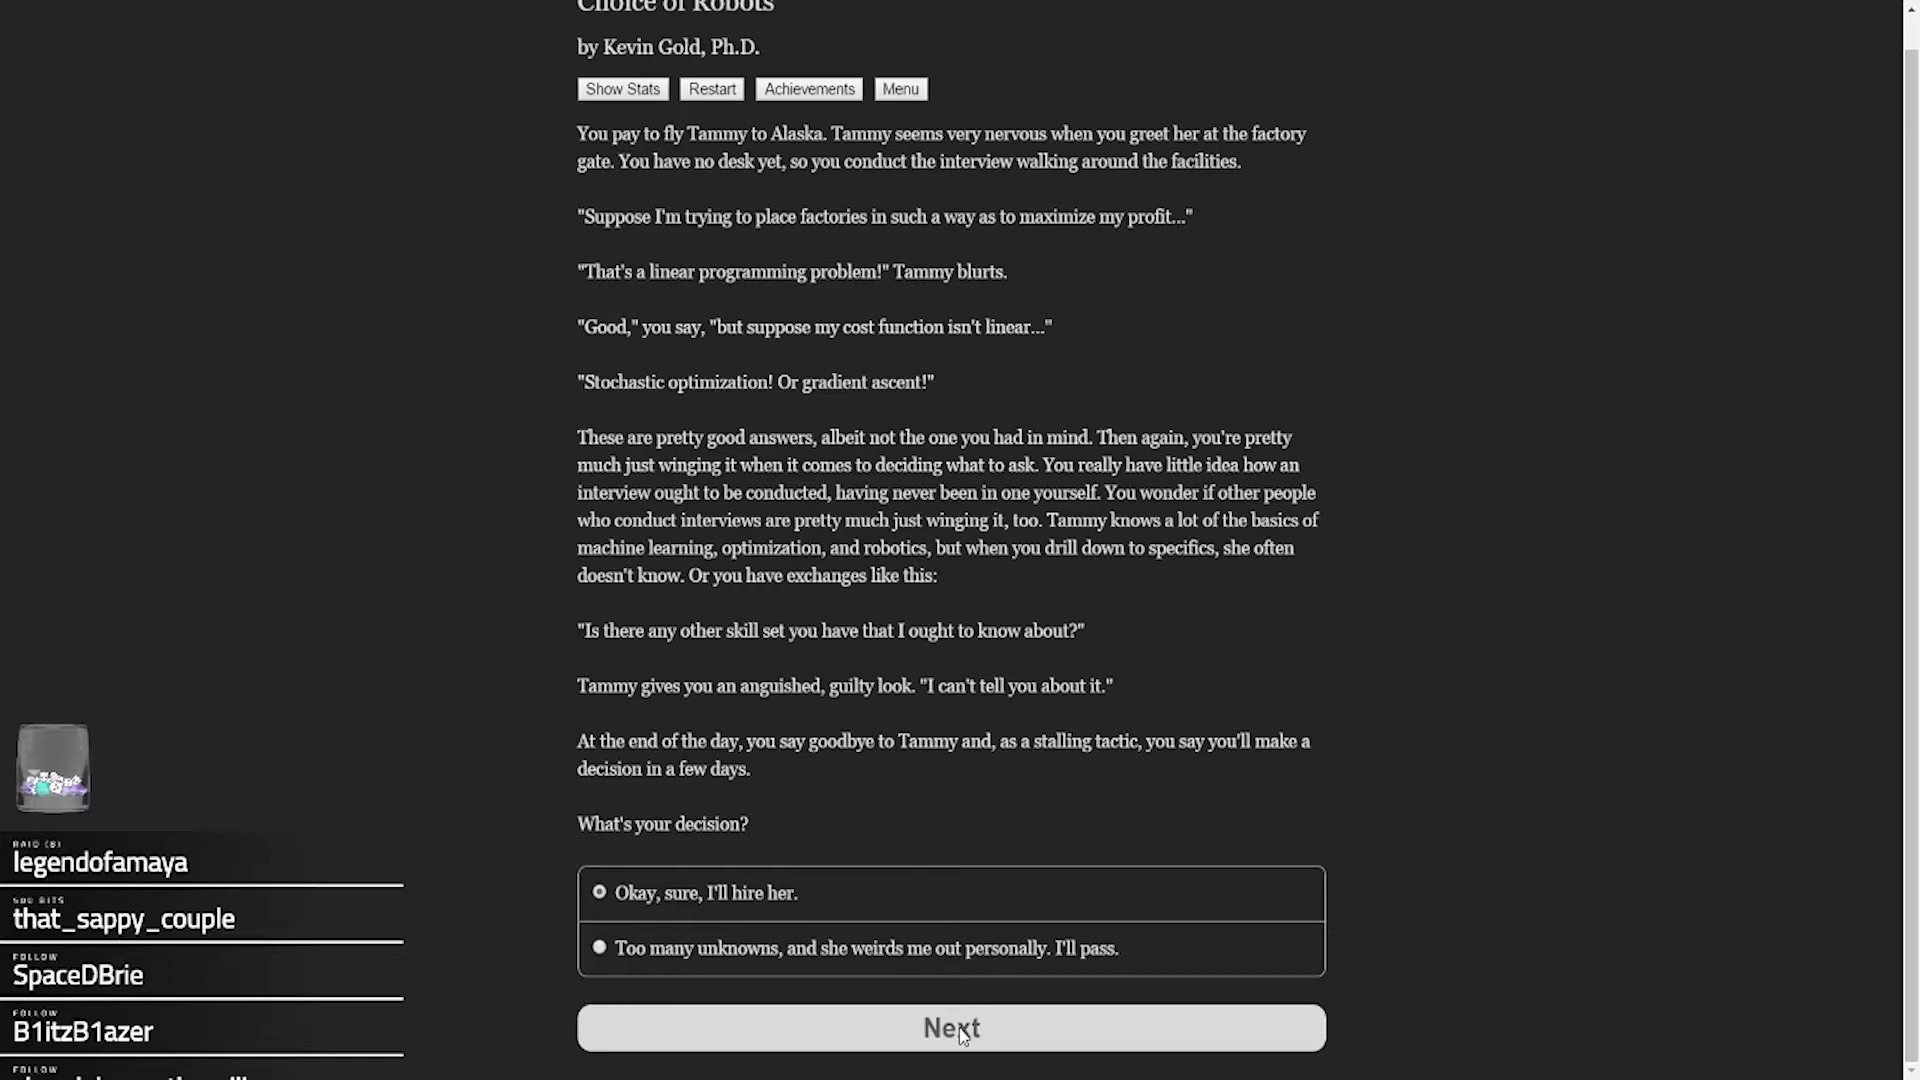 Choice of Robots
by Kevin Gold, Ph.D.
Show Stats Restart Achievements Menu
You pay to fly Tammy to Alaska. Tammy seems very nervous when you greet her at the factory
gate. You have no desk yet, so you conduct the interview walking around the facilities.
"Suppose I'm trying to place factories in such a way as to maximize my profit..."
"That's a linear programming problem!" Tammy blurts.
"Good," you say, "but suppose my cost function isn't linear..."
"Stochastic optimization! Or gradient ascent!"
These are pretty good answers, albeit not the one you had in mind. Then again, you're pretty
much just winging it when it comes to deciding what to ask. You really have little idea how an
interview ought to be conducted, having never been in one yourself. You wonder if other people
who conduct interviews are pretty much just winging it, too. Tammy knows a lot of the basics of
machine learning, optimization, and robotics, but when you drill down to specifics, she often
doesn't know. Or you have exchanges like this:
"Is there any other skill set you have that I ought to know about?"
Tammy gives you an anguished, guilty look. "I can't tell you about it."
At the end of the day, you say goodbye to Tammy and, as a stalling tactic, you say you'll make a
decision in a few days.
What's your decision?
Okay, sure, I'll hire her.
Too many unknowns, and she weirds me out personally. I'll pass.
Next
RAID (8)
legendofamaya
500 BITS
that_sappy_couple
FOLLOW
SpaceDBrie
FOLLOW
B1itzB1azer
FOLLOW